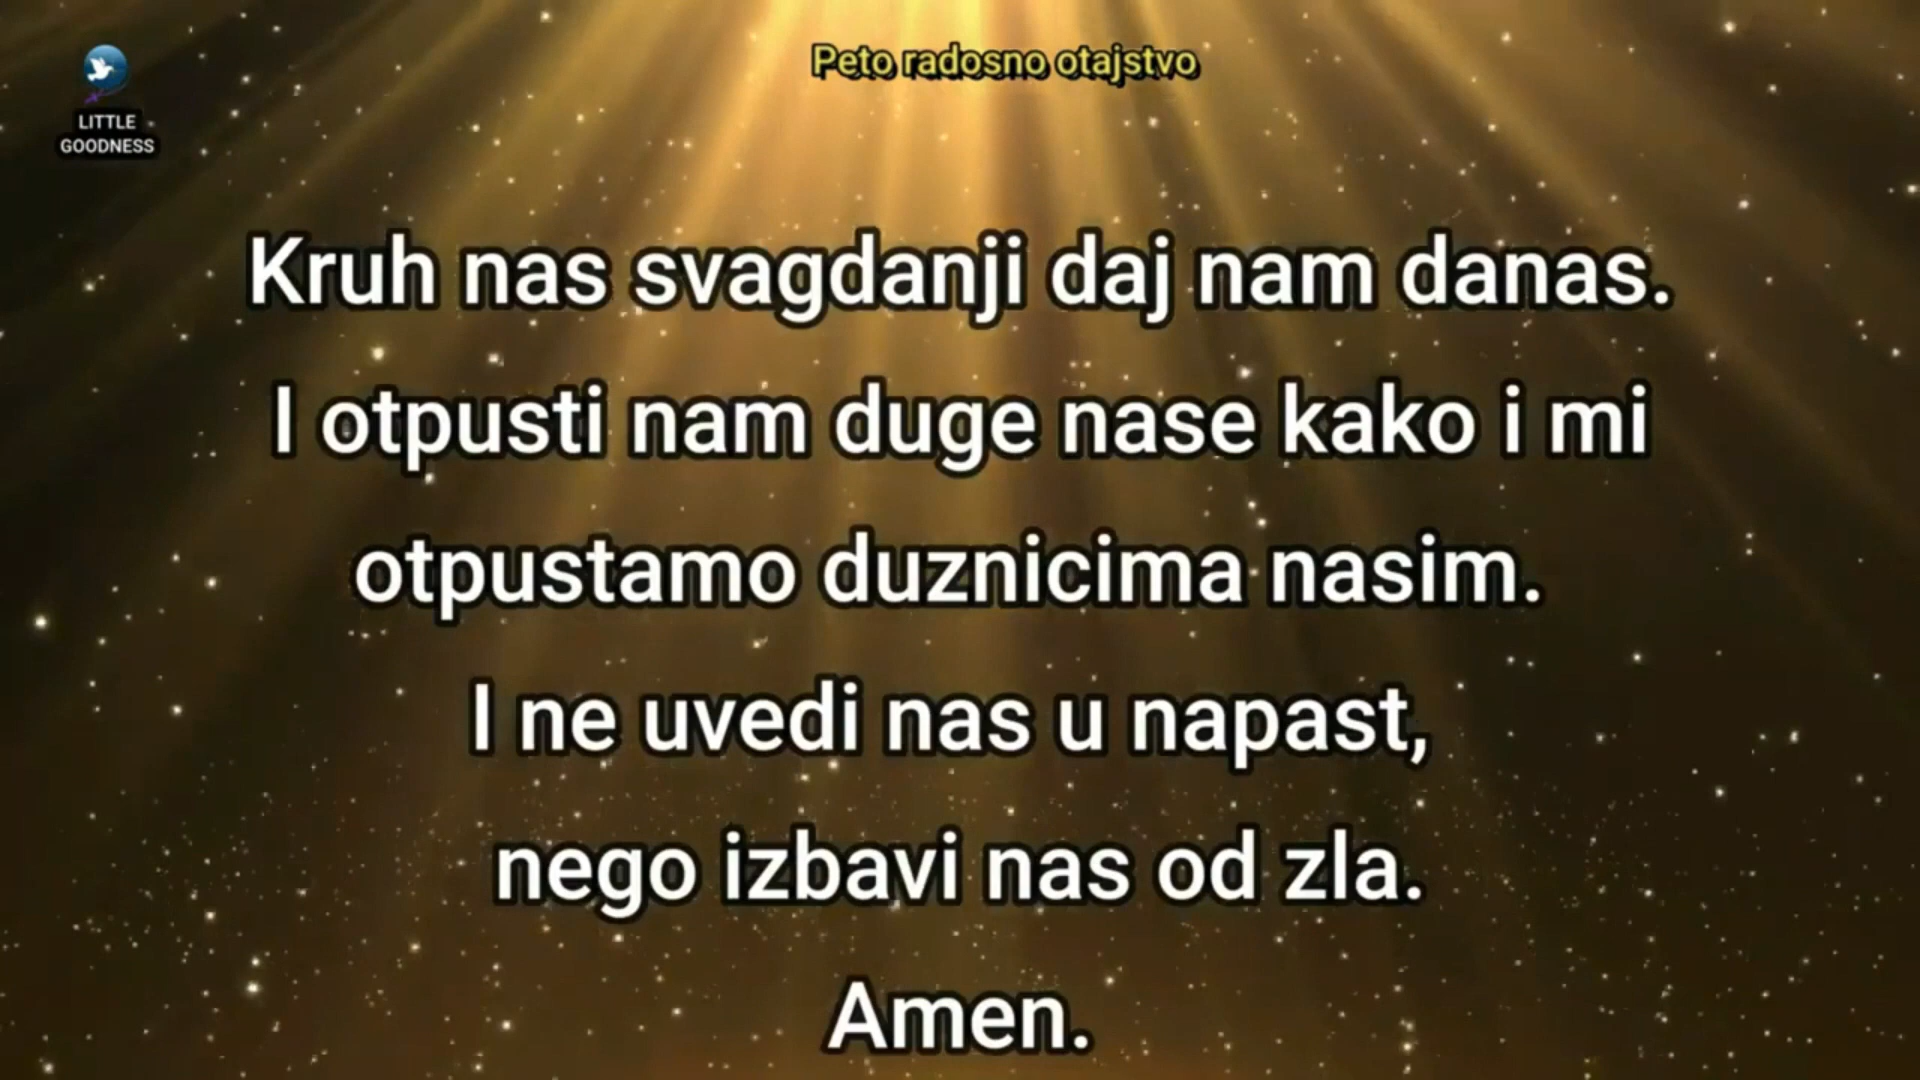 Peto radosno otajstvo
LITTLE
GOODNESS
Kruh nas svagdanji daj nam danas.
I otpusti nam duge nase kako i mi
otpustamo duznicima nasim.
I ne uvedi nas u napast,
nego izbavi nas od zla.
Amen.